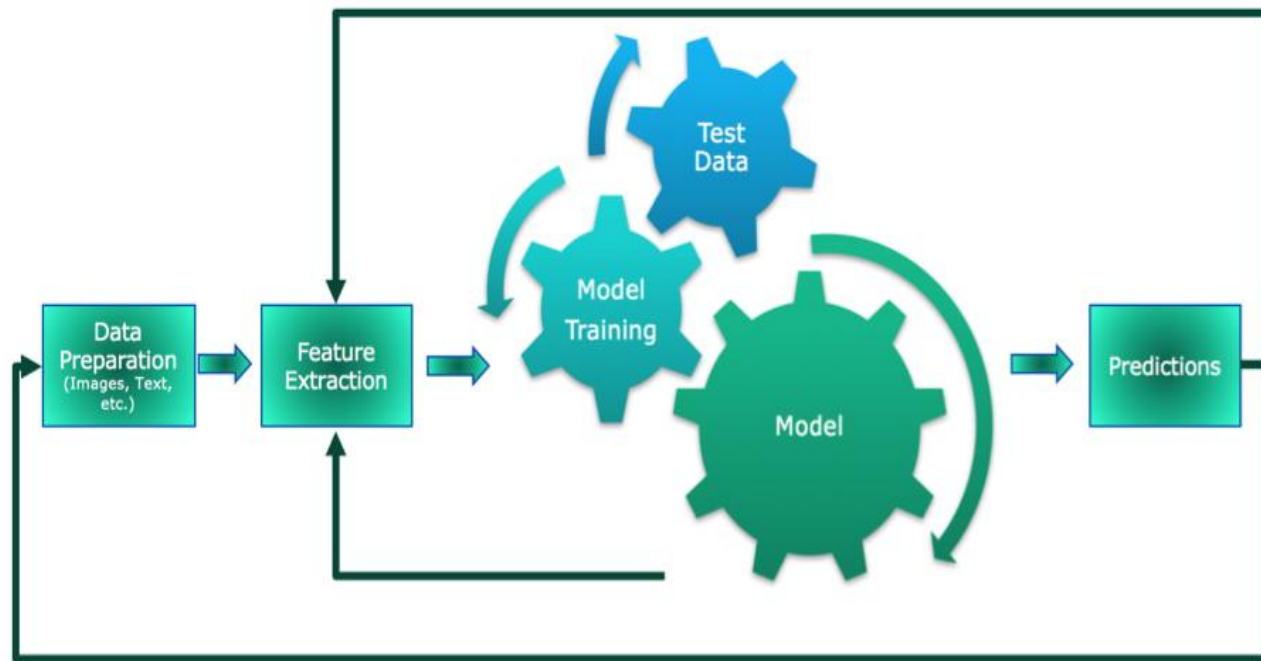 Data
Preparation
(Images, Text,
etc.)
Feature
Extraction
Test
Data
Model
Training
Model
Predictions